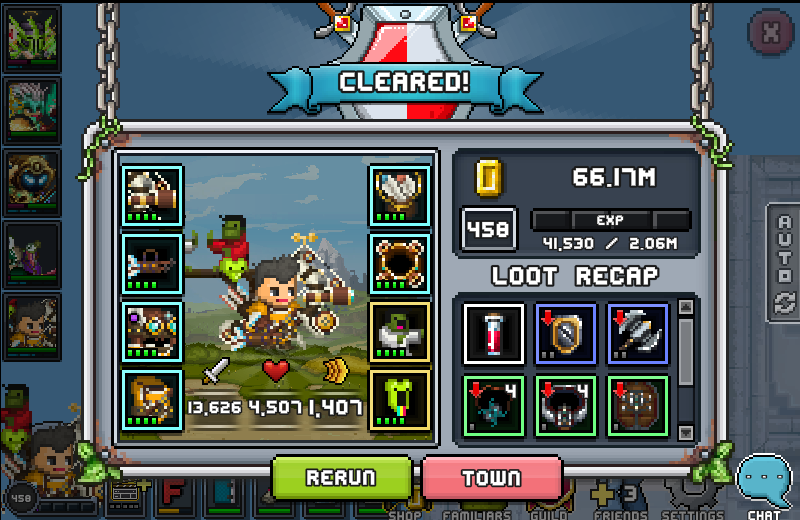 CLEARED!
66.17M
458
EXP
41,530 / 2.06M
LOOT RECAP
4
4
13,626 4,507 1,407
RERUN
TOWN
AUTO
458
F
3
SHOP
FAMILIARS
GUILD
FRIENDS
SETTINGS
CHAT